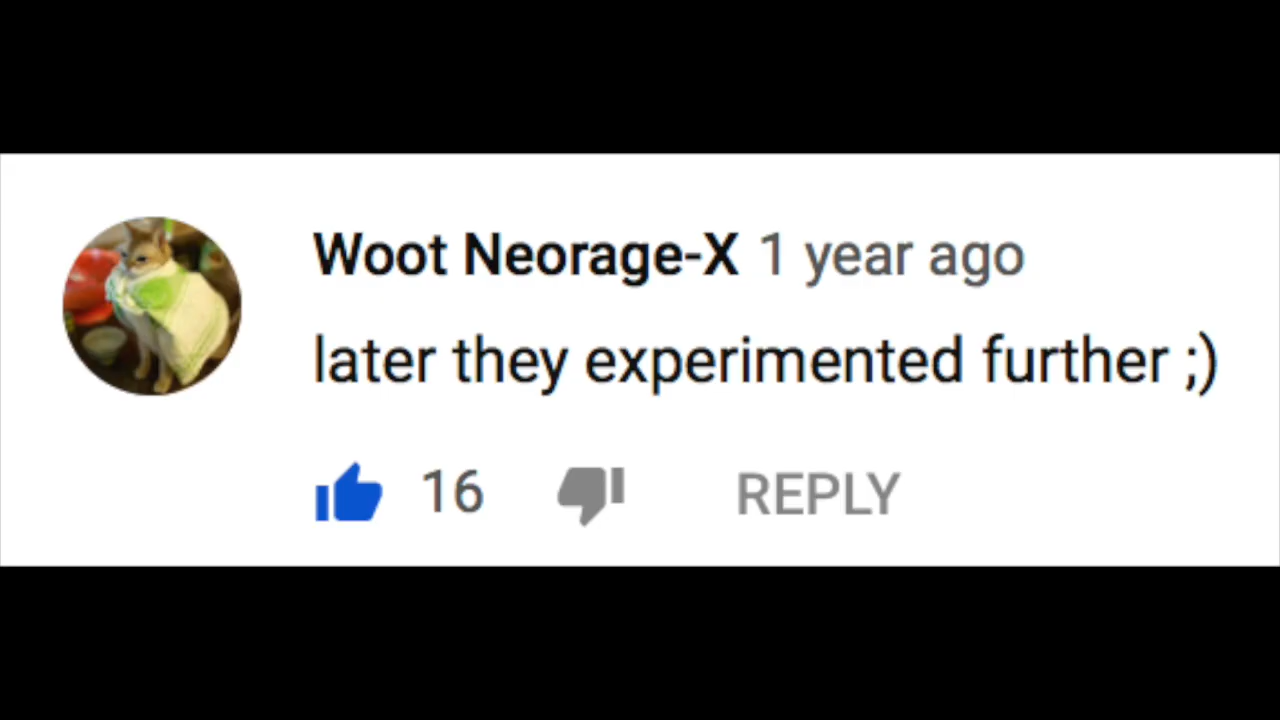 Woot Neorage-X 1 year ago
later they experimented further ;)
16 REPLY